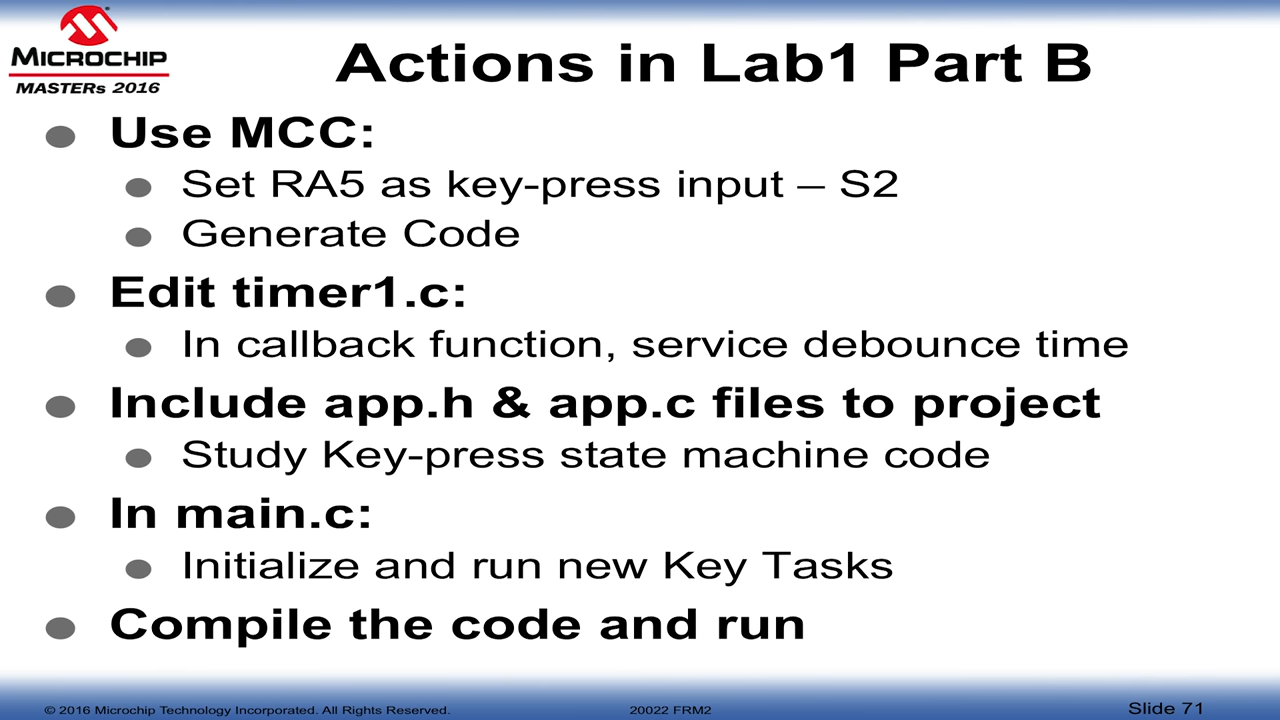 MICROCHIP
MASTERs 2016
Actions in Lab1 Part B
Use MCC:
Set RA5 as key-press input – S2
Generate Code
Edit timer1.c:
In callback function, service debounce time
Include app.h & app.c files to project
Study Key-press state machine code
In main.c:
Initialize and run new Key Tasks
Compile the code and run
© 2016 Microchip Technology Incorporated. All Rights Reserved.
20022 FRM2
Slide 71